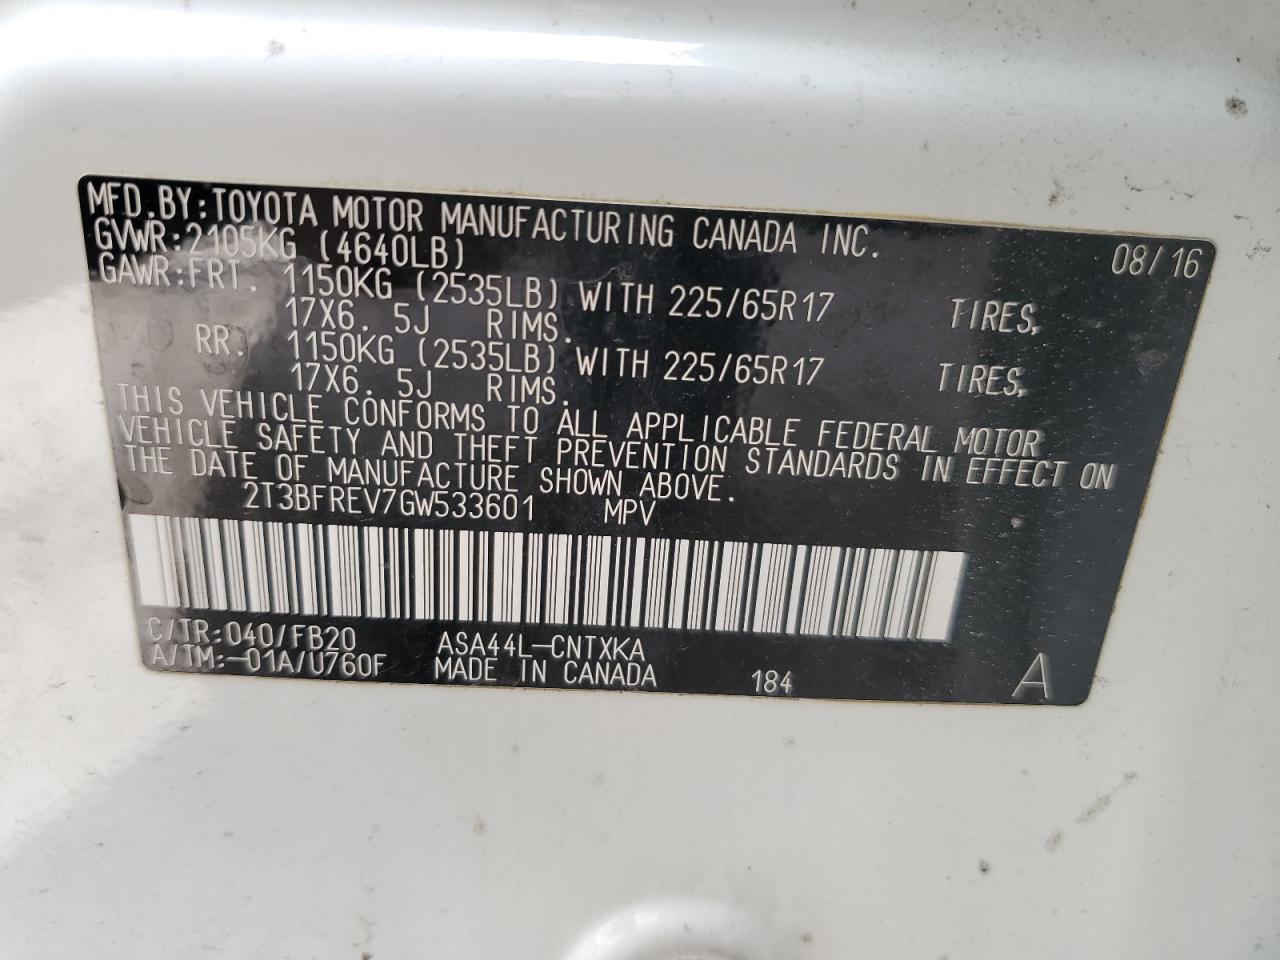 MFD.BY:TOYOTA MOTOR MANUFACTURING CANADA INC. 08/16
GVWR:2105KG (4640LB)
GAWR:FRT. 1150KG (2535LB) WITH 225/65R17 TIRES,
17X6. 5J RIMS.
RR. 1150KG (2535LB) WITH 225/65R17 TIRES,
17X6. 5J RIMS.
THIS VEHICLE CONFORMS TO ALL APPLICABLE FEDERAL MOTOR
VEHICLE SAFETY AND THEFT PREVENTION STANDARDS IN EFFECT ON
THE DATE OF MANUFACTURE SHOWN ABOVE.
2T3BFREV7GW533601 MPV
C/TR:040/FB20 ASA44L-CNTXKA
A/TM:-01A/U760F MADE IN CANADA 184 A